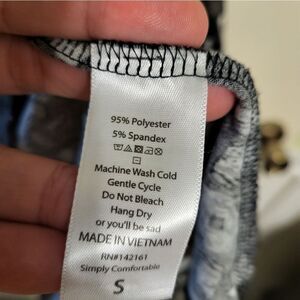 95% Polyester
5% Spandex
Machine Wash Cold
Gentle Cycle
Do Not Bleach
Hang Dry
or you'll be sad
MADE IN VIETNAM
RN#142161
Simply Comfortable
S